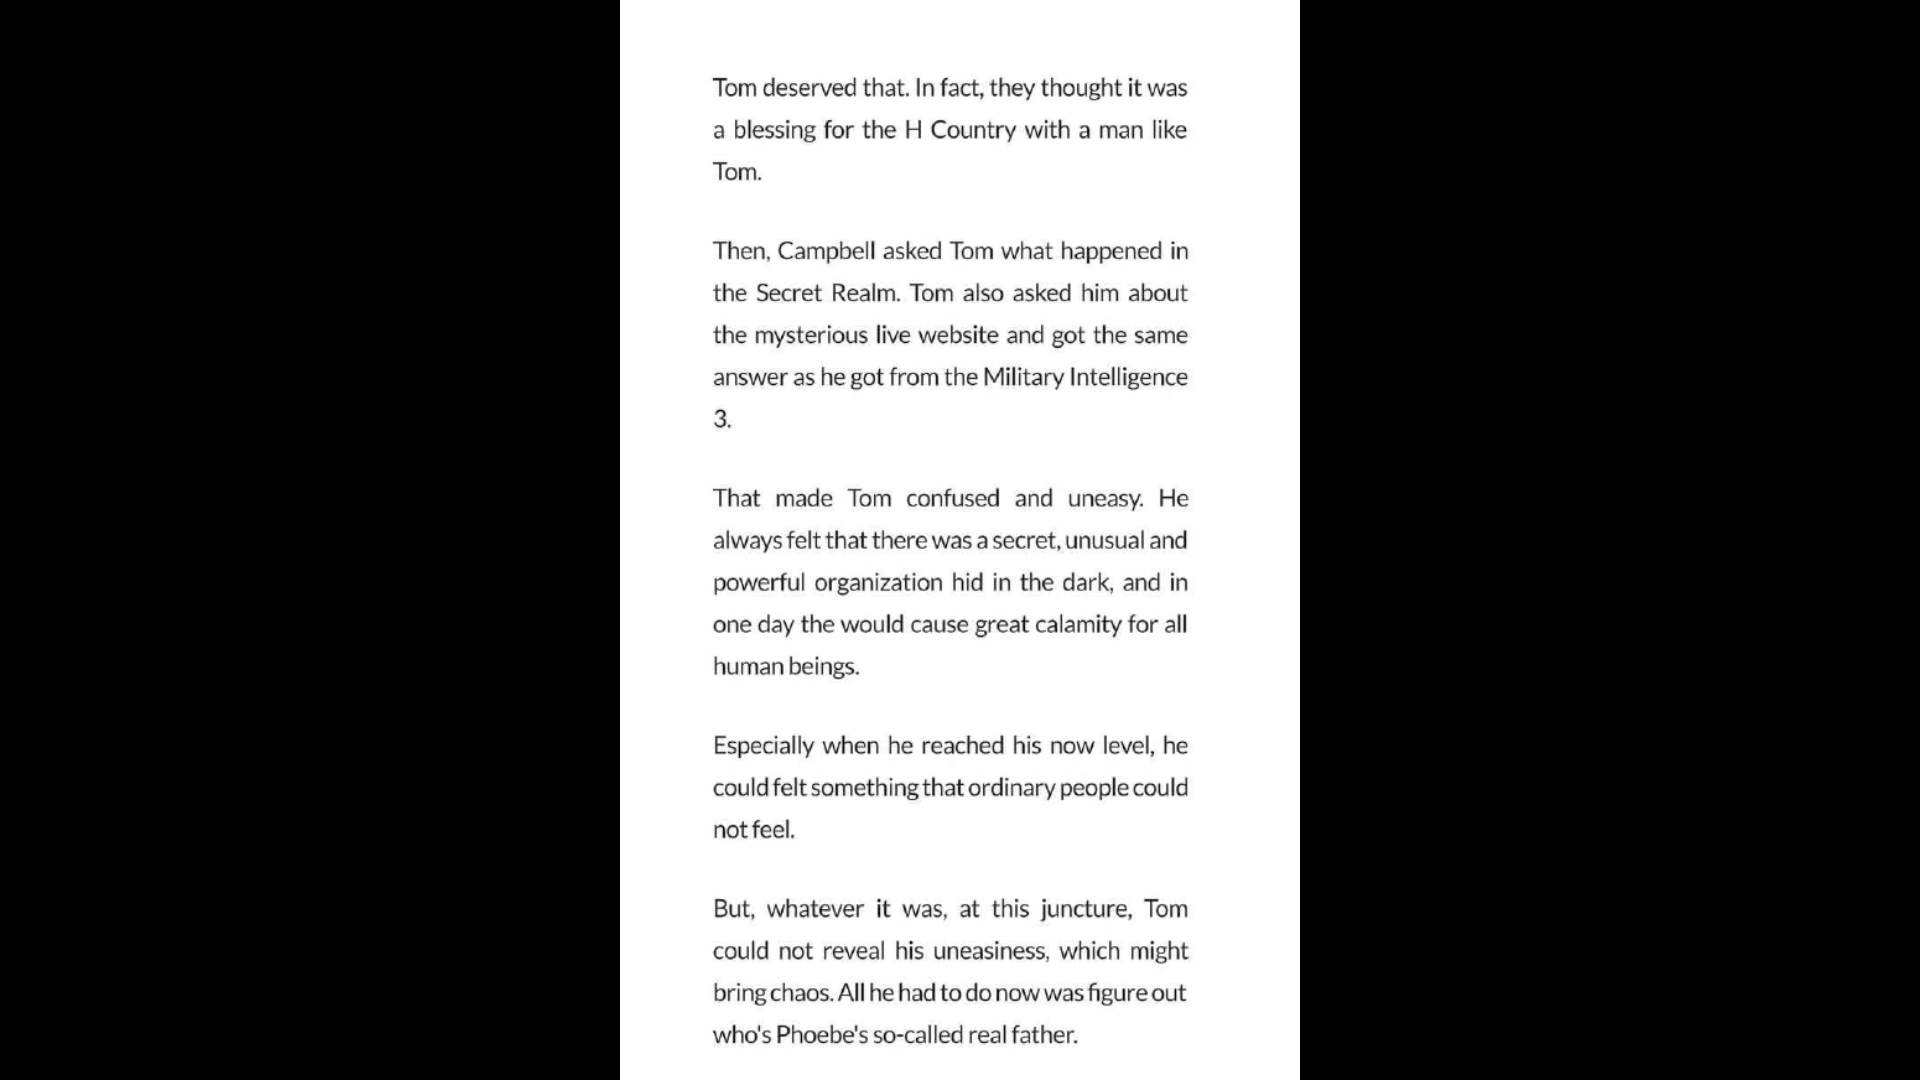 Tom deserved that. In fact, they thought it was
a blessing for the H Country with a man like
Tom.
Then, Campbell asked Tom what happened in
the Secret Realm. Tom also asked him about
the mysterious live website and got the same
answer as he got from the Military Intelligence
3.
That made Tom confused and uneasy. He
always felt that there was a secret, unusual and
powerful organization hid in the dark, and in
one day the would cause great calamity for all
human beings.
Especially when he reached his now level, he
could felt something that ordinary people could
not feel.
But, whatever it was, at this juncture, Tom
could not reveal his uneasiness, which might
bring chaos. All he had to do now was figure out
who's Phoebe's so-called real father.